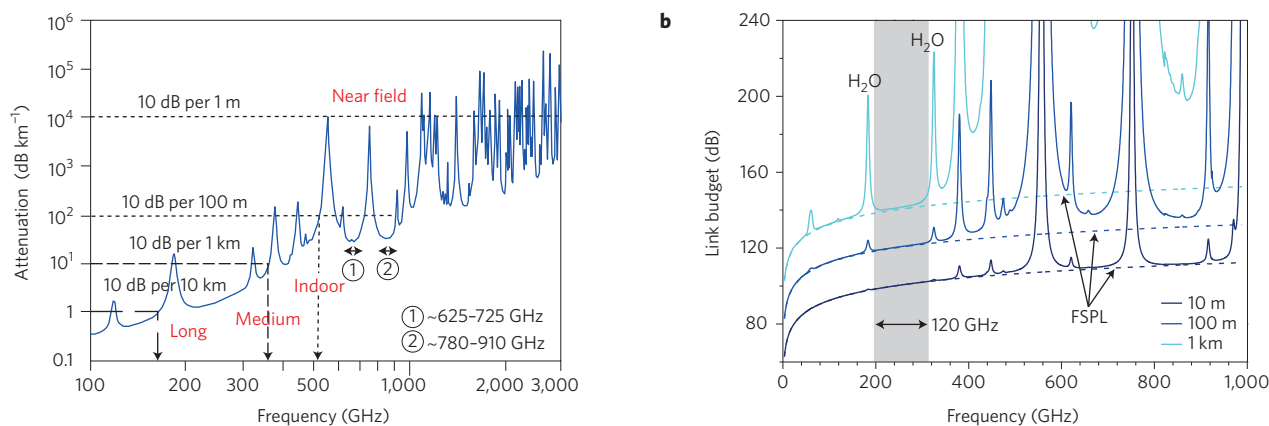 10⁶
10⁵
10⁴
10³
10²
10¹
1
0.1
Attenuation (dB km⁻¹)
10 dB per 1 m
Near field
10 dB per 100 m
10 dB per 1 km
10 dB per 10 km
Long
Medium
Indoor
①
②
① ~625–725 GHz
② ~780–910 GHz
100
200
300
500
1,000
2,000
3,000
Frequency (GHz)
b
240
200
160
120
80
Link budget (dB)
H₂O
H₂O
120 GHz
FSPL
10 m
100 m
1 km
0
200
400
600
800
1,000
Frequency (GHz)